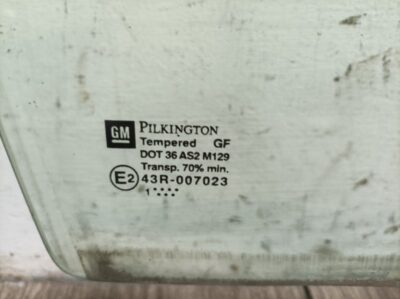 GM PILKINGTON
Tempered GF
DOT 36 AS2 M129
Transp. 70% min.
E2 43R-007023
1